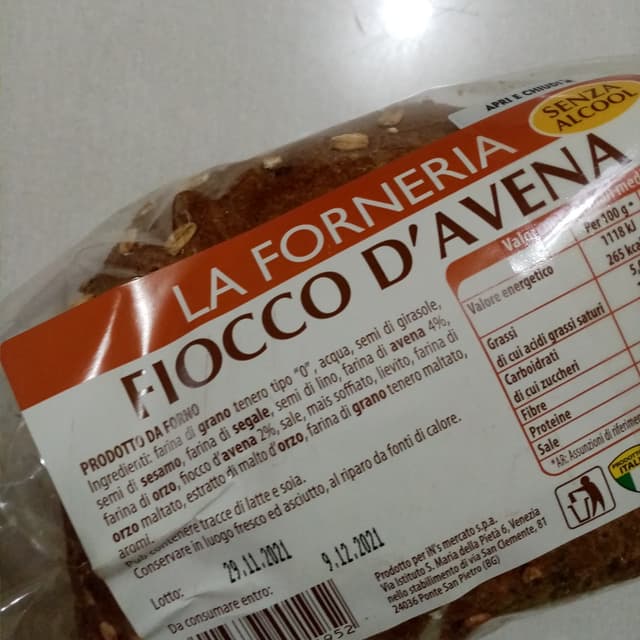 APRI E CHIUDI
SENZA
ALCOOL
LA FORNERIA
FIOCCO D'AVENA
PRODOTTO DA FORNO
Ingredienti: farina di grano tenero tipo "0", acqua, semi di girasole,
semi di sesamo, farina di segale, semi di lino, farina di avena 4%,
farina di orzo, fiocco d'avena 2%, sale, mais soffiato, lievito, farina di
orzo maltato, estratto di malto d'orzo, farina di grano tenero maltato,
aromi.
Può contenere tracce di latte e soia.
Conservare in luogo fresco ed asciutto, al riparo da fonti di calore.
Lotto: 29.11.2021 9.12.2021
Da consumare entro:
Per 100 g
Valore energetico 1118 kJ
265 kc
Grassi
di cui acidi grassi saturi
Carboidrati
di cui zuccheri
Fibre
Proteine
Sale
*AR: Assunzioni di riferimen
Prodotto per IN's mercato s.p.a.
Via Istituto S. Maria della Pietà 6, Venezia
nello stabilimento di via San Clemente, 81
24036 Ponte San Pietro (BG)